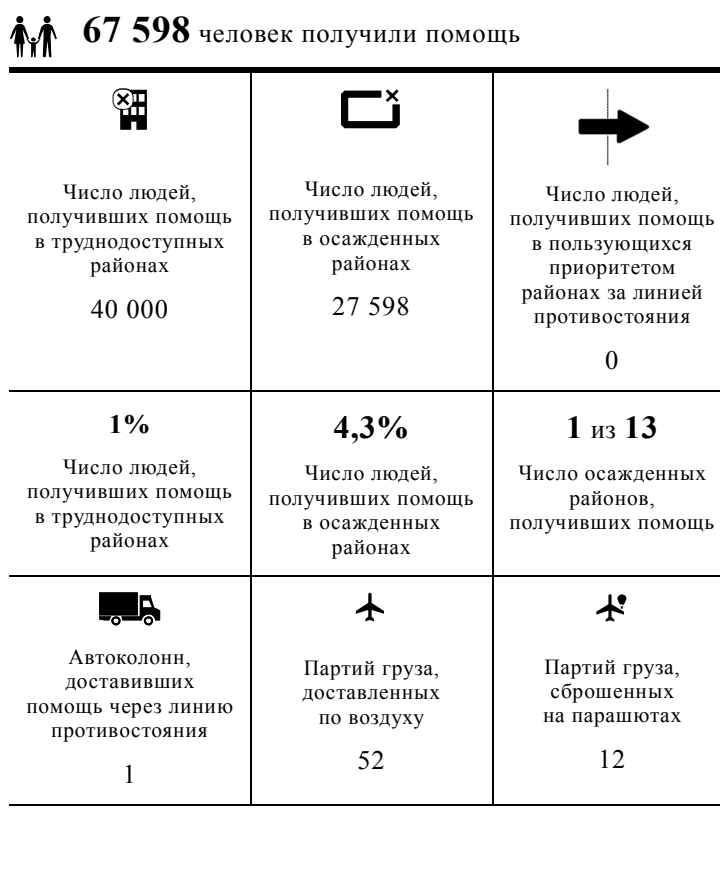 67 598 человек получили помощь
Число людей,
получивших помощь
в труднодоступных
районах
40 000
Число людей,
получивших помощь
в осажденных
районах
27 598
Число людей,
получивших помощь
в пользующихся
приоритетом
районах за линией
противостояния
0
1%
Число людей,
получивших помощь
в труднодоступных
районах
4,3%
Число людей,
получивших помощь
в осажденных
районах
1 из 13
Число осажденных
районов,
получивших помощь
Автоколонн,
доставивших
помощь через линию
противостояния
1
Партий груза,
доставленных
по воздуху
52
Партий груза,
сброшенных
на парашютах
12